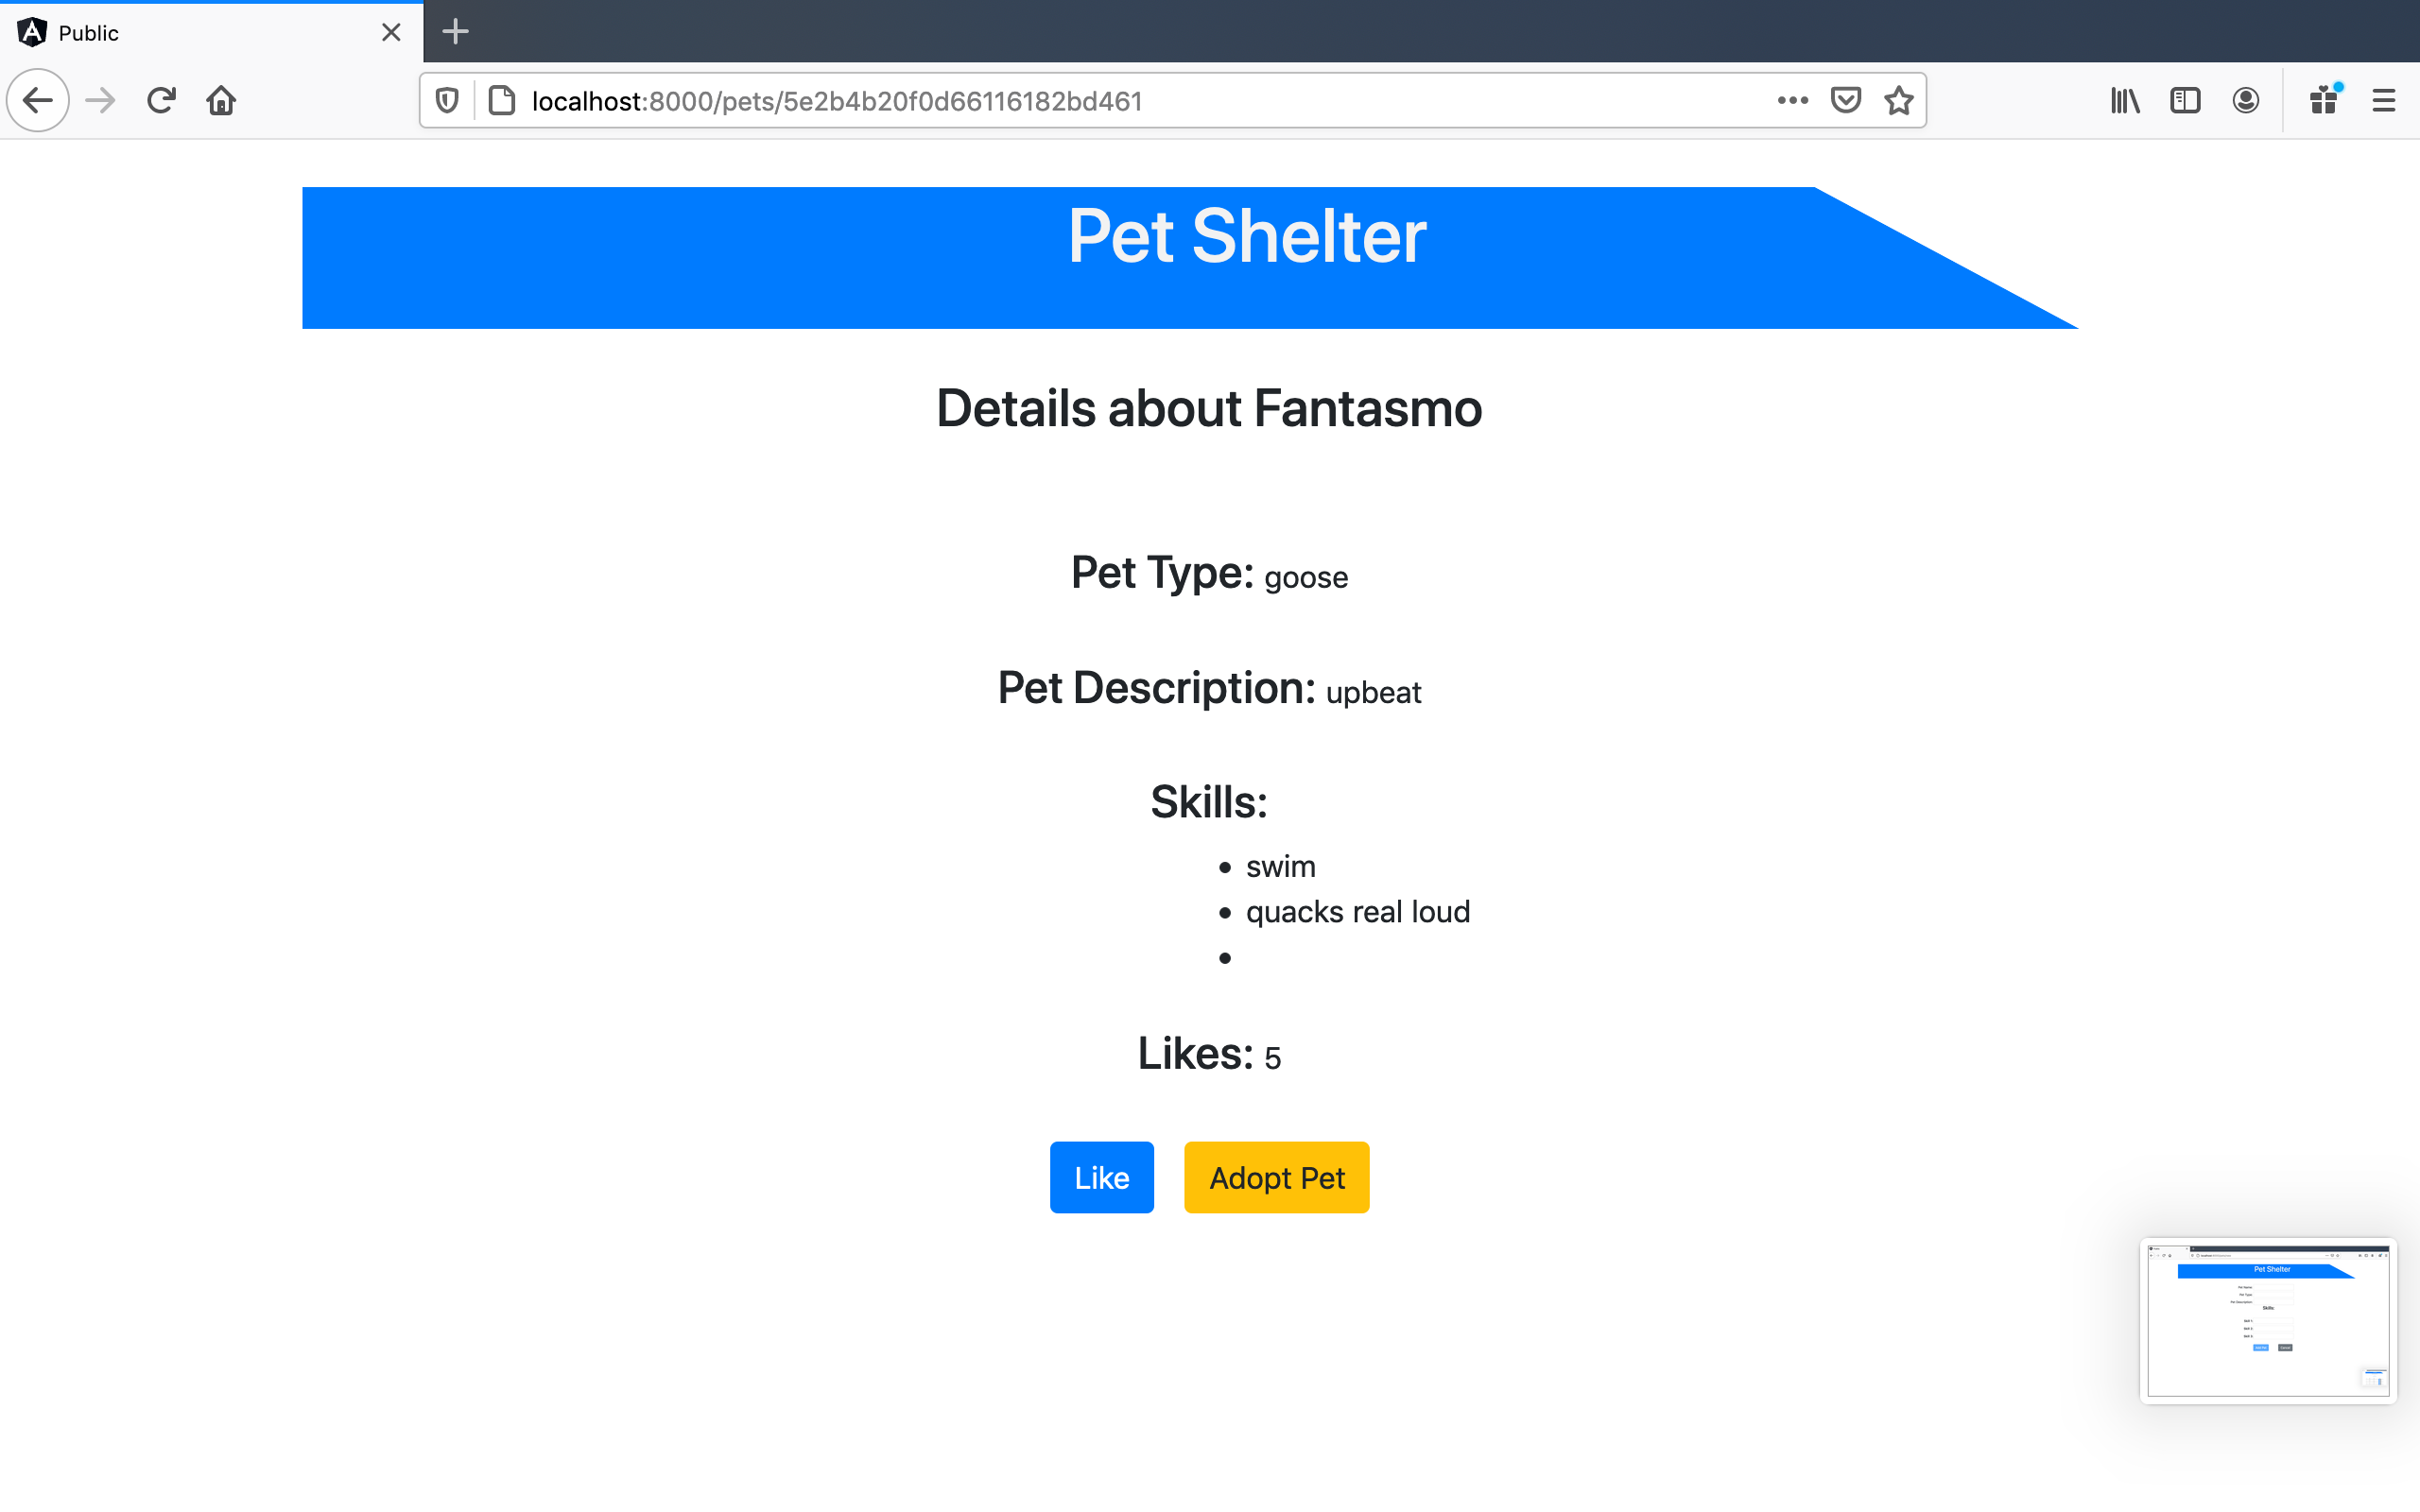 Public
localhost:8000/pets/5e2b4b20f0d66116182bd461
Pet Shelter
Details about Fantasmo
Pet Type: goose
Pet Description: upbeat
Skills:
swim
quacks real loud
Likes: 5
Like Adopt Pet
Pet Shelter
Skills: